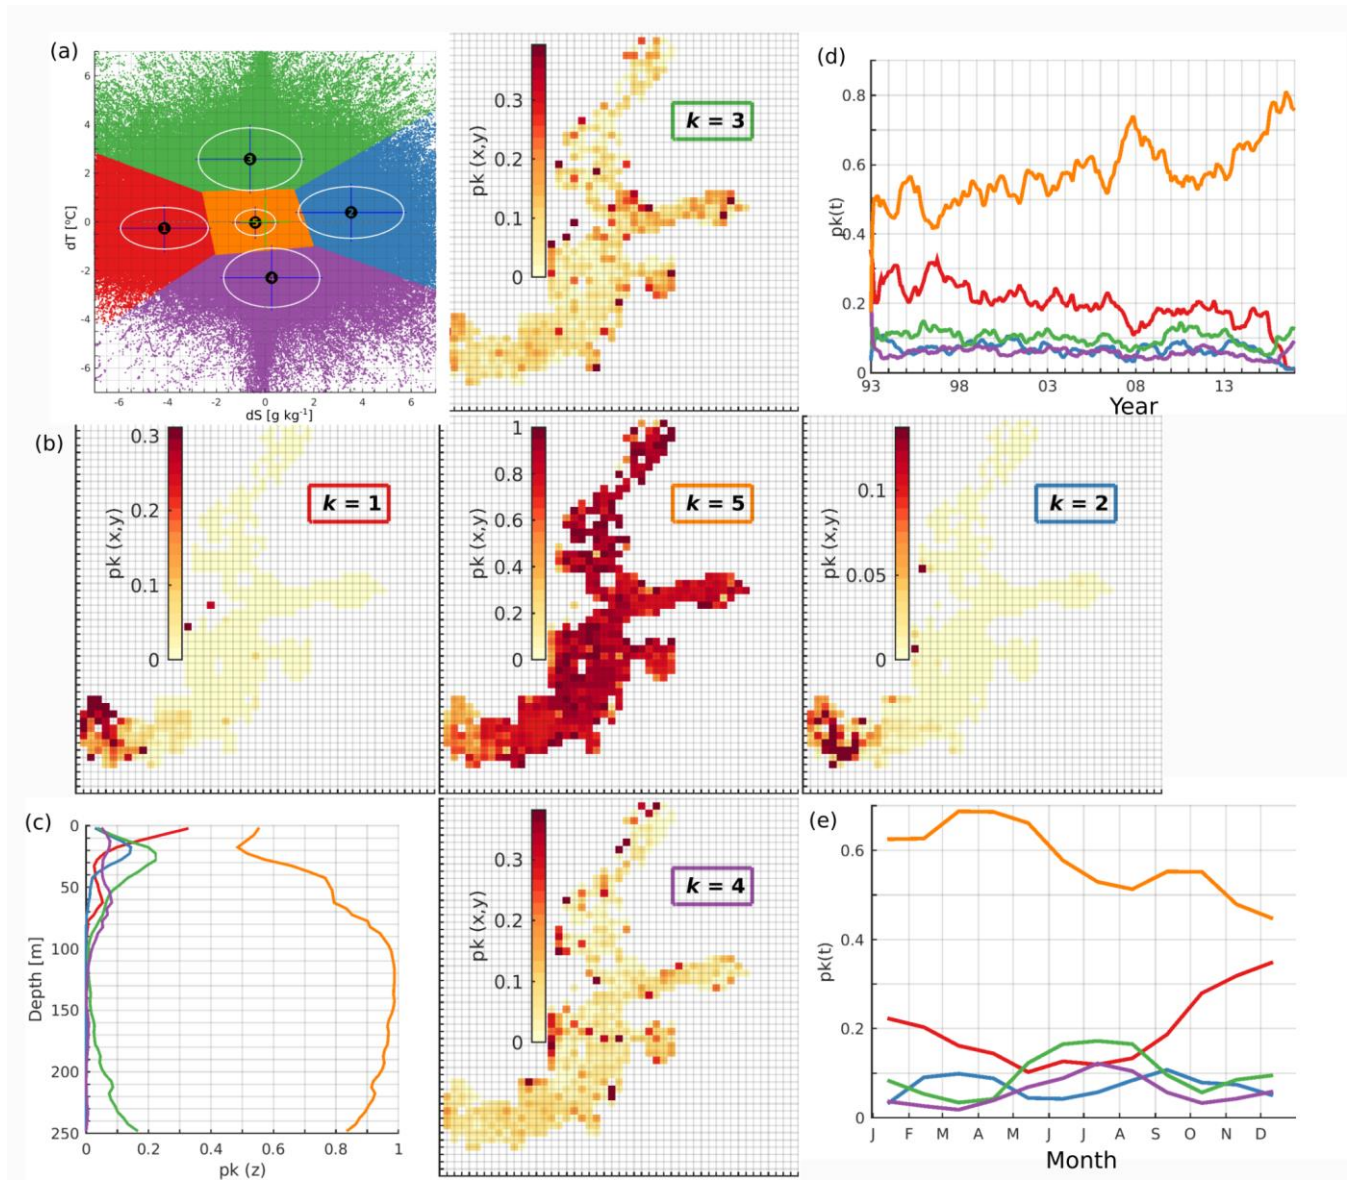 (a)
6
4
2
0
-2
-4
-6
dT [°C]
3
2
1
5
4
-6 -4 -2 0 2 4 6
dS [g kg-1]
0.3
0.2
0.1
0
pk (x,y)
k = 3
(d)
0.8
0.6
0.4
0.2
0
pk(t)
93 98 03 08 13
Year
(b)
0.3
0.2
0.1
0
pk (x,y)
k = 1
1
0.8
0.6
0.4
0.2
0
pk (x,y)
k = 5
0.1
0.05
0
pk (x,y)
k = 2
(c)
0
50
100
150
200
250
Depth [m]
0 0.2 0.4 0.6 0.8 1
pk (z)
0.3
0.2
0.1
0
pk (x,y)
k = 4
(e)
0.6
0.4
0.2
0
pk(t)
J F M A M J J A S O N D
Month